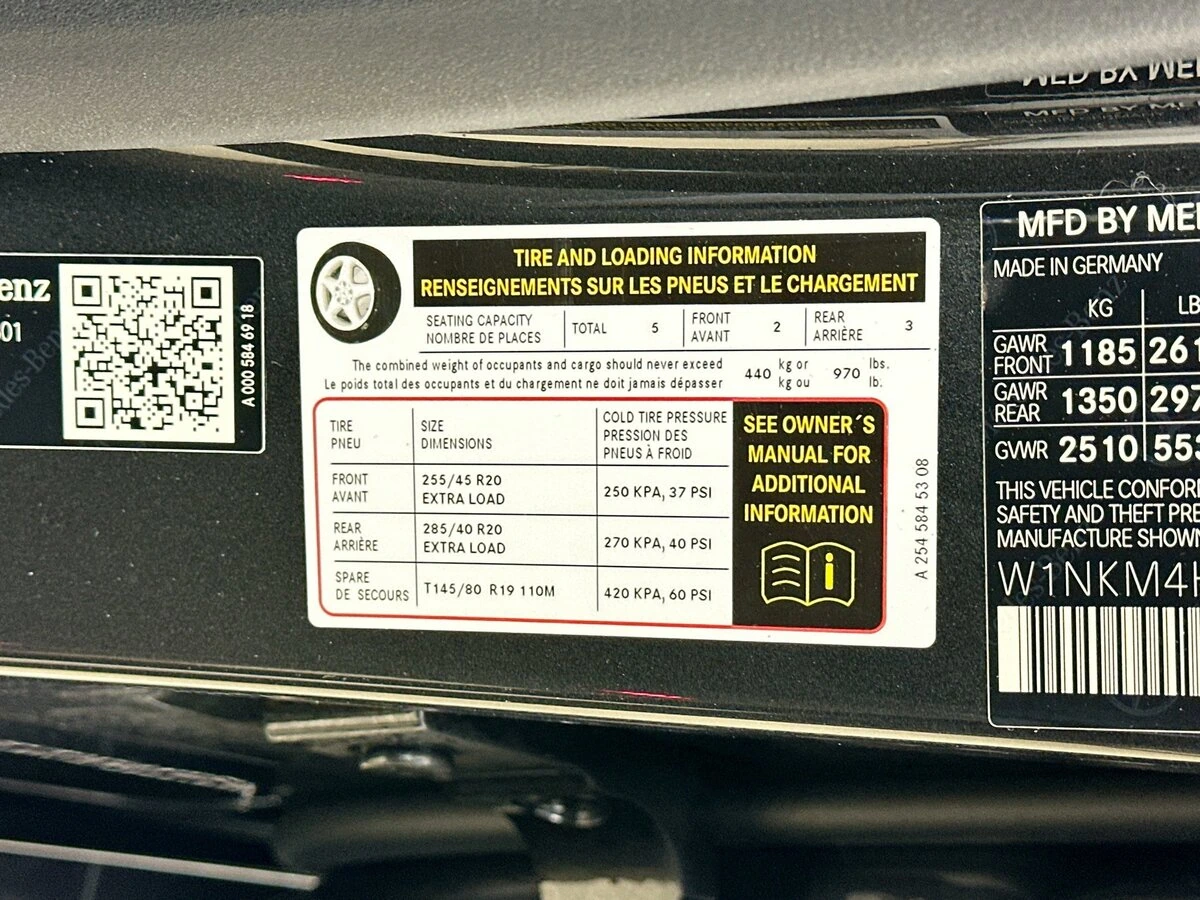 TIRE AND LOADING INFORMATION
RENSEIGNEMENTS SUR LES PNEUS ET LE CHARGEMENT
SEATING CAPACITY
NOMBRE DE PLACES
TOTAL 5
FRONT
AVANT
2
REAR
ARRIÈRE
3
The combined weight of occupants and cargo should never exceed
Le poids total des occupants et du chargement ne doit jamais dépasser
440
kg or
kg ou
970
lbs.
lb.
TIRE
PNEU
SIZE
DIMENSIONS
COLD TIRE PRESSURE
PRESSION DES
PNEUS À FROID
FRONT
AVANT
255/45 R20
EXTRA LOAD
250 KPA, 37 PSI
REAR
ARRIÈRE
285/40 R20
EXTRA LOAD
270 KPA, 40 PSI
SPARE
DE SECOURS
T145/80 R19 110M
420 KPA, 60 PSI
SEE OWNER´S
MANUAL FOR
ADDITIONAL
INFORMATION
A 254 584 53 08
enz
01
A 000 584 69 18
MFD BY MER
MADE IN GERMANY
KG LB
GAWR
FRONT
1185 261
GAWR
REAR
1350 297
GVWR 2510 553
THIS VEHICLE CONFOR
SAFETY AND THEFT PRE
MANUFACTURE SHOWN
W1NKM4H